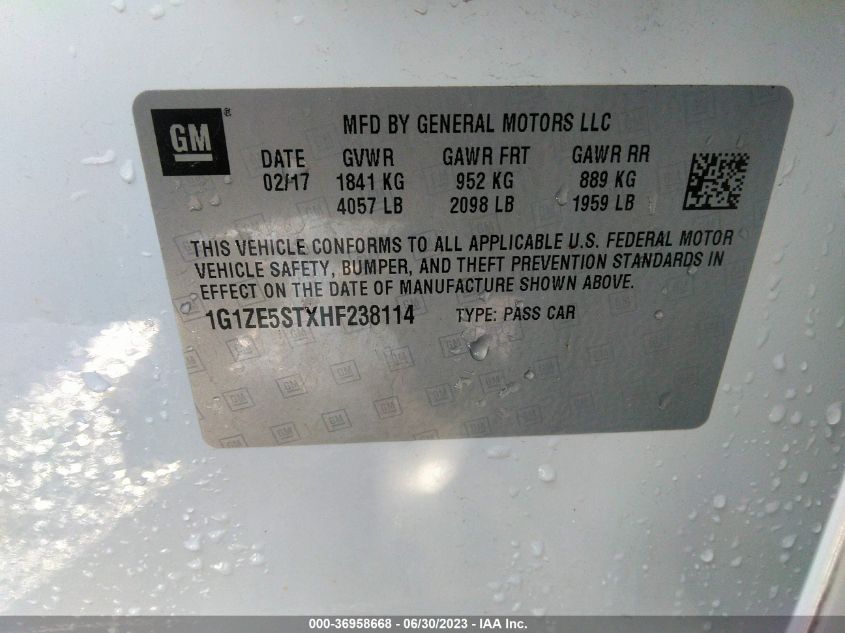 GM ®
MFD BY GENERAL MOTORS LLC
DATE GVWR GAWR FRT GAWR RR
02/17 1841 KG 952 KG 889 KG
4057 LB 2098 LB 1959 LB
THIS VEHICLE CONFORMS TO ALL APPLICABLE U.S. FEDERAL MOTOR
VEHICLE SAFETY, BUMPER, AND THEFT PREVENTION STANDARDS IN
EFFECT ON THE DATE OF MANUFACTURE SHOWN ABOVE.
1G1ZE5STXHF238114 TYPE: PASS CAR
000-36958668 - 06/30/2023 - IAA Inc.